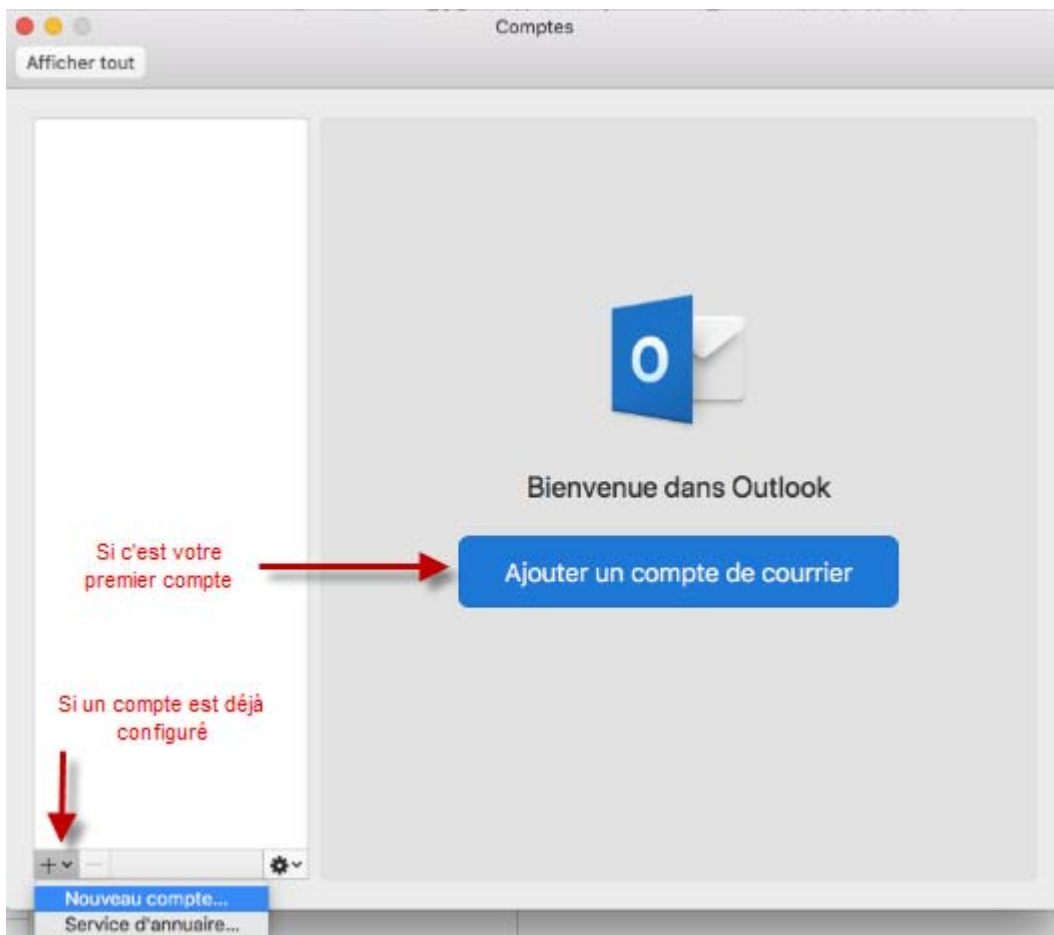 Comptes
Afficher tout
O
Bienvenue dans Outlook
Si c'est votre
premier compte
Ajouter un compte de courrier
Si un compte est déjà
configuré
Nouveau compte...
Service d'annuaire...